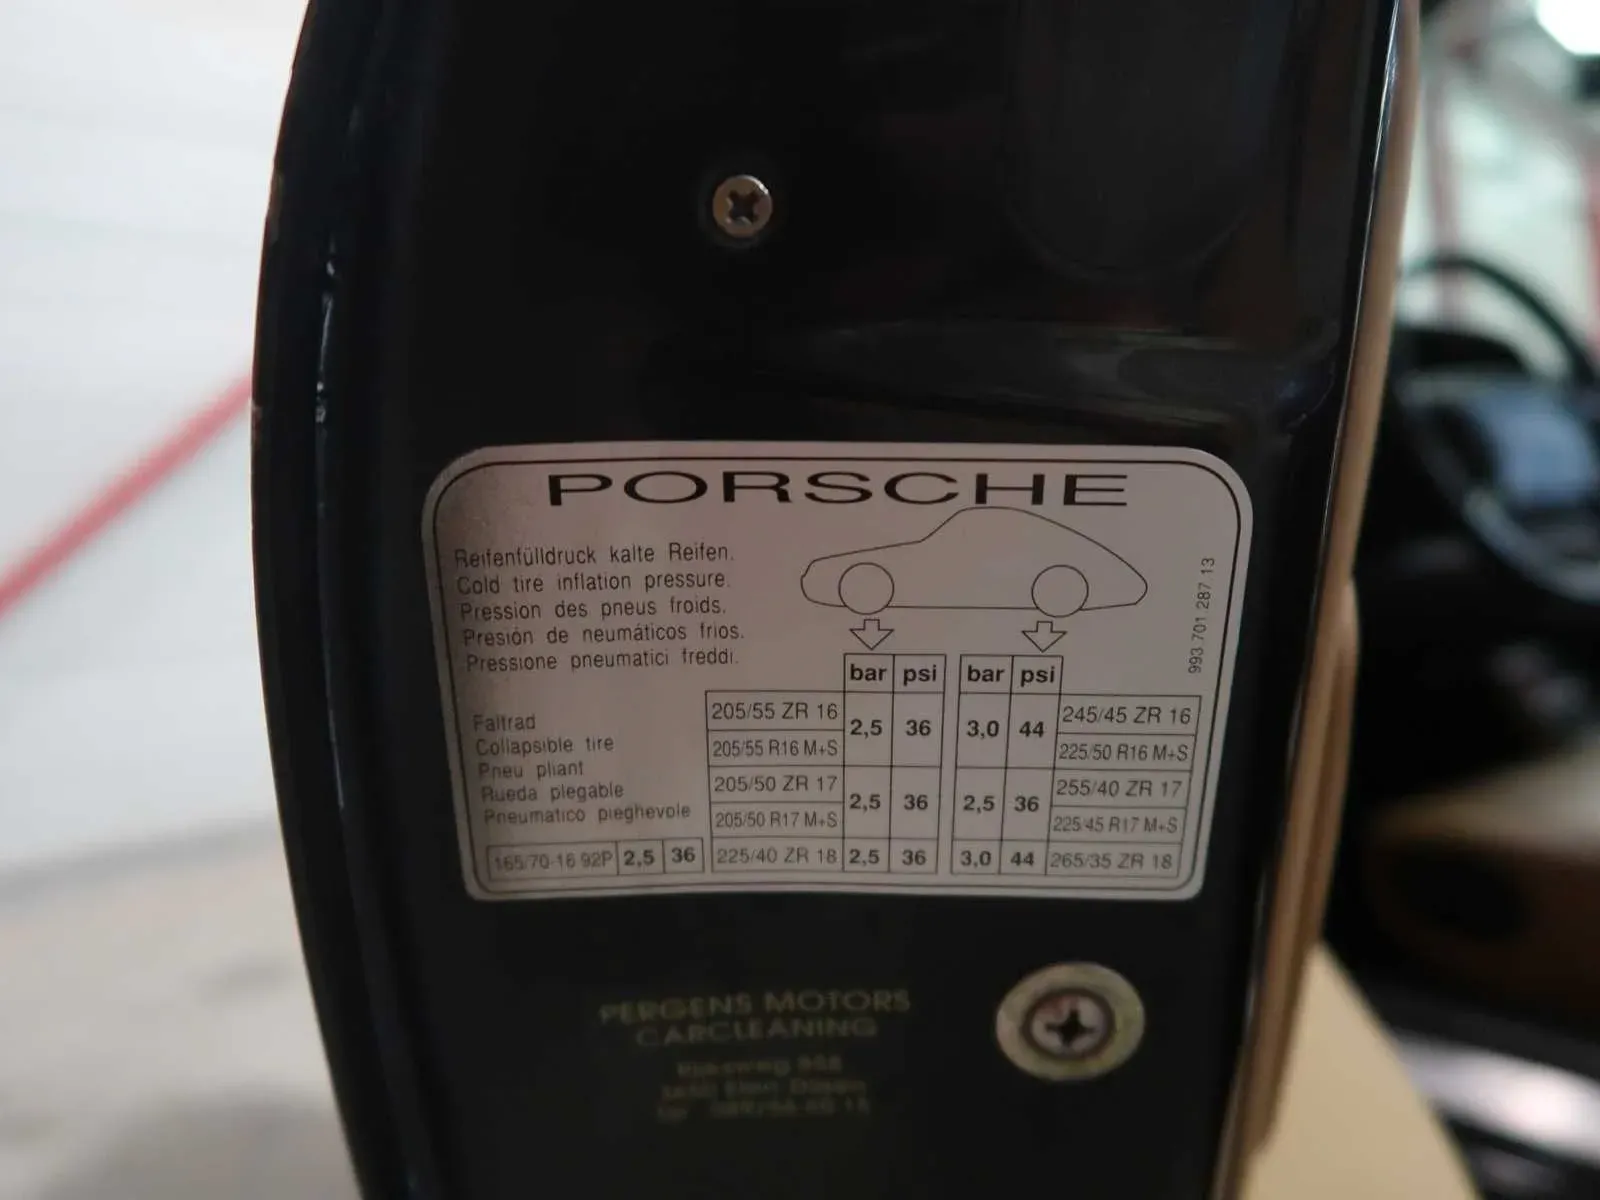 PORSCHE
Reifenfülldruck kalte Reifen.
Cold tire inflation pressure.
Pression des pneus froids.
Presión de neumáticos frios.
Pressione pneumatici freddi.
993.701.287.13
bar psi bar psi
Faltrad
Collapsible tire
Pneu pliant
Rueda plegable
Pneumatico pieghevole
205/55 ZR 16 2,5 36 3,0 44 245/45 ZR 16
205/55 R16 M+S 225/50 R16 M+S
205/50 ZR 17 2,5 36 2,5 36 255/40 ZR 17
205/50 R17 M+S 225/45 R17 M+S
165/70-16 92P 2,5 36 225/40 ZR 18 2,5 36 3,0 44 265/35 ZR 18
PERGENS MOTORS
CARCLEANING